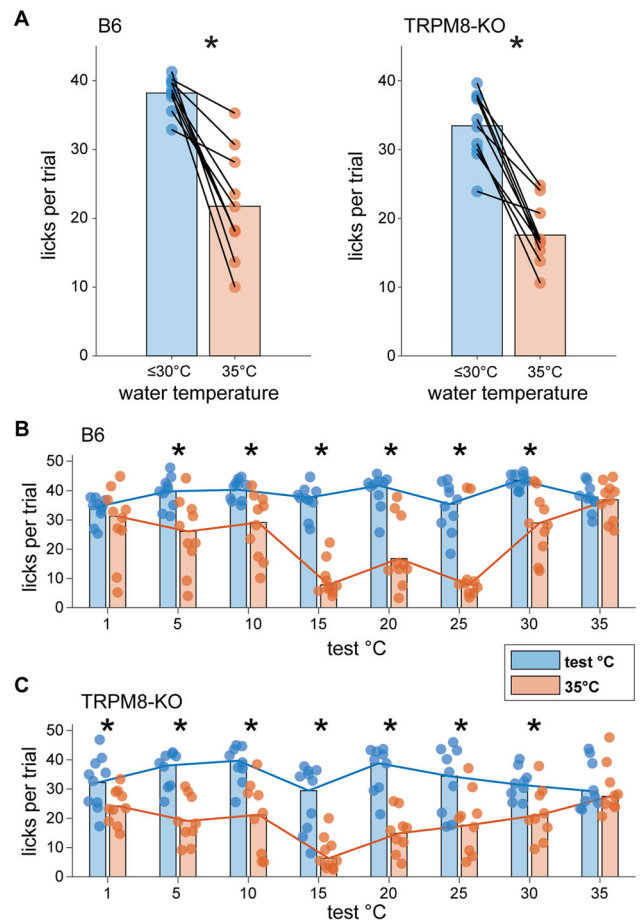 A
B6
TRPM8-KO
*
*
licks per trial
40
30
20
10
0
≤30°C
35°C
water temperature
licks per trial
40
30
20
10
0
≤30°C
35°C
water temperature
B
B6
* * * * * *
licks per trial
50
40
30
20
10
0
1 5 10 15 20 25 30 35
test °C
test °C
35°C
C
TRPM8-KO
* * * * * * *
licks per trial
50
40
30
20
10
0
1 5 10 15 20 25 30 35
test °C